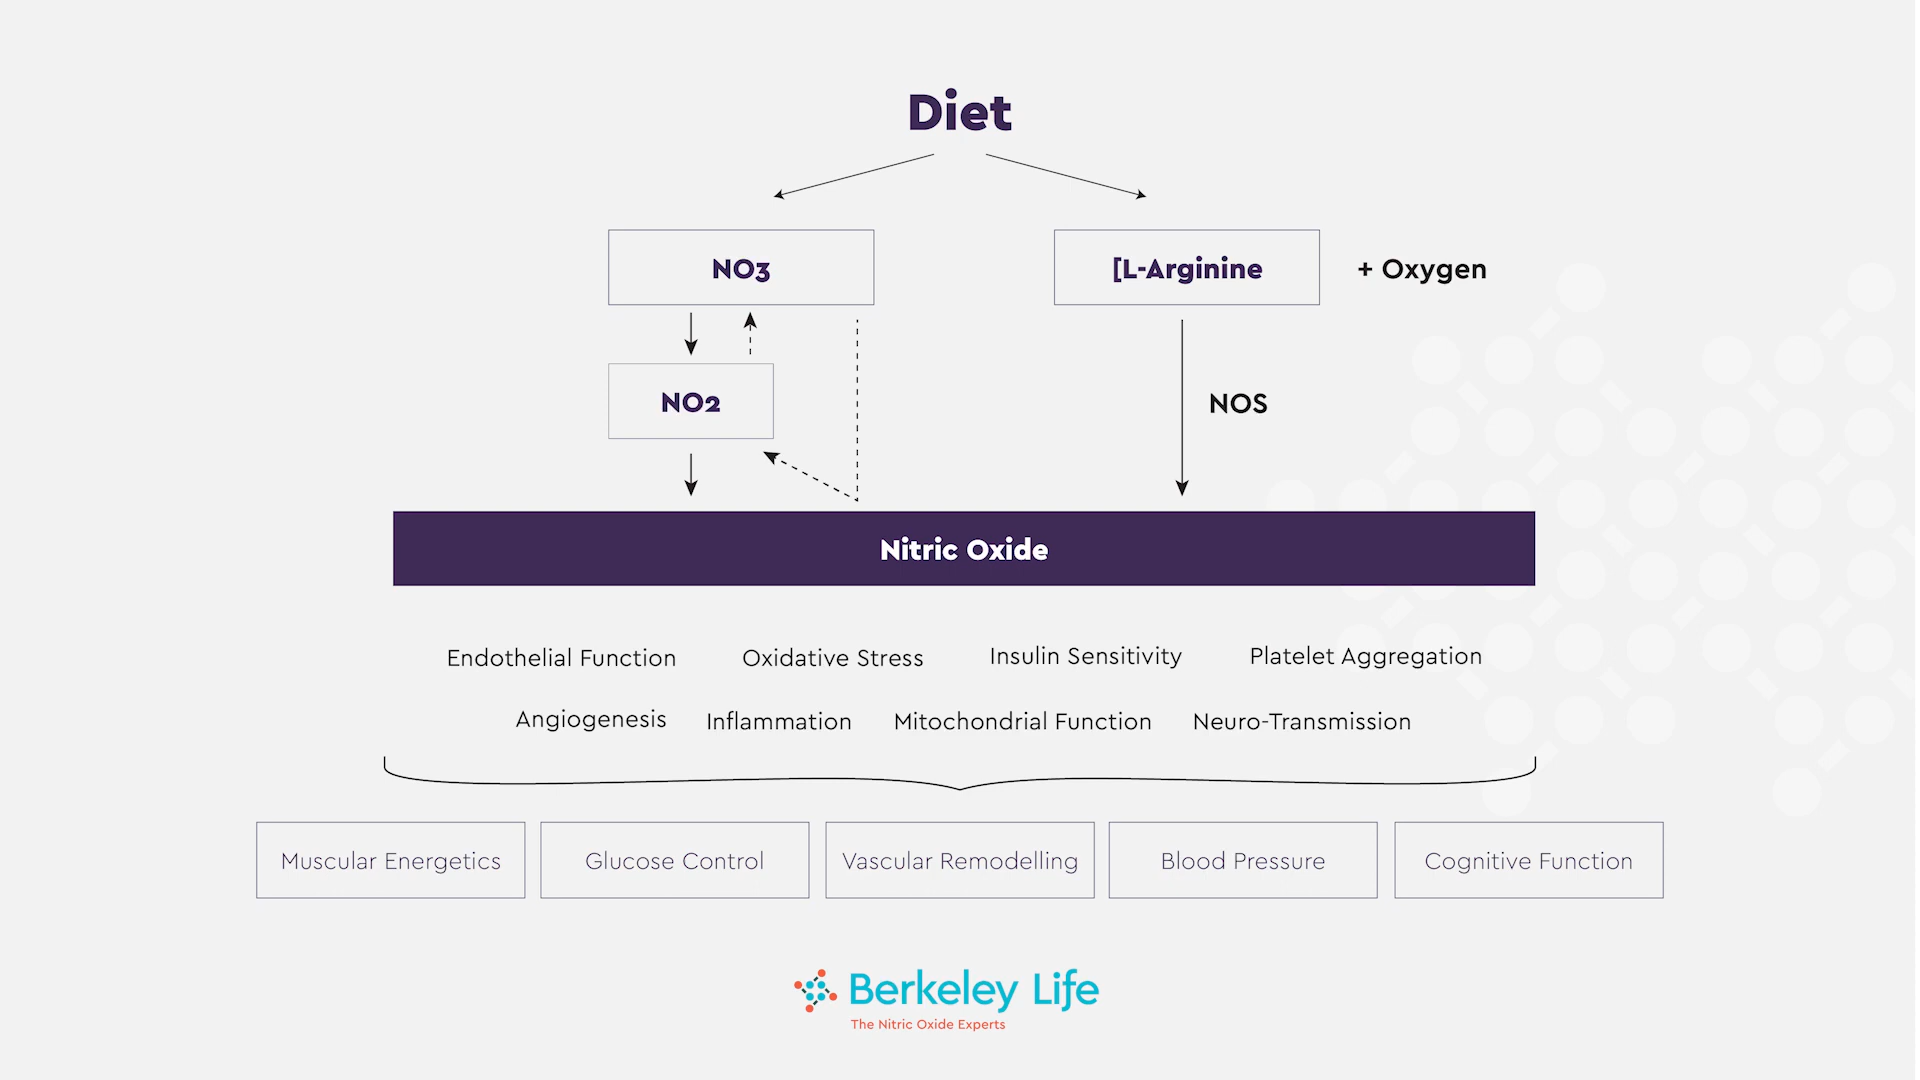 Diet
NO3
[L-Arginine
+ Oxygen
NO2
NOS
Nitric Oxide
Endothelial Function
Oxidative Stress
Insulin Sensitivity
Platelet Aggregation
Angiogenesis
Inflammation
Mitochondrial Function
Neuro-Transmission
Muscular Energetics
Glucose Control
Vascular Remodelling
Blood Pressure
Cognitive Function
Berkeley Life
The Nitric Oxide Experts